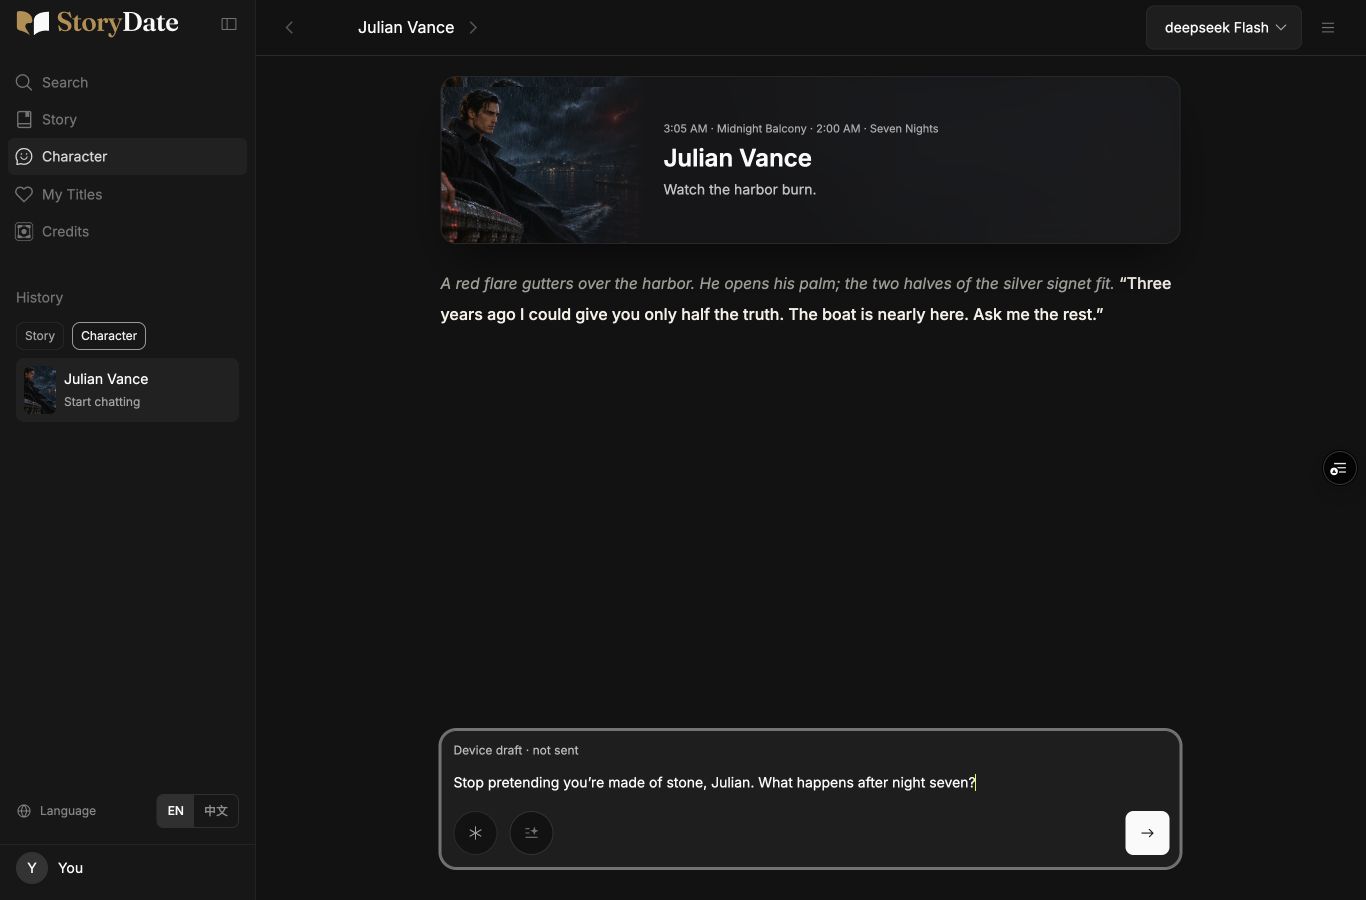 StoryDate
Search
Story
Character
My Titles
Credits
History
Story
Character
Julian Vance
Start chatting
Language
EN
中文
Y
You
Julian Vance
deepseek Flash
3:05 AM · Midnight Balcony · 2:00 AM · Seven Nights
Julian Vance
Watch the harbor burn.
A red flare gutters over the harbor. He opens his palm; the two halves of the silver signet fit. “Three
years ago I could give you only half the truth. The boat is nearly here. Ask me the rest.”
Device draft · not sent
Stop pretending you’re made of stone, Julian. What happens after night seven?